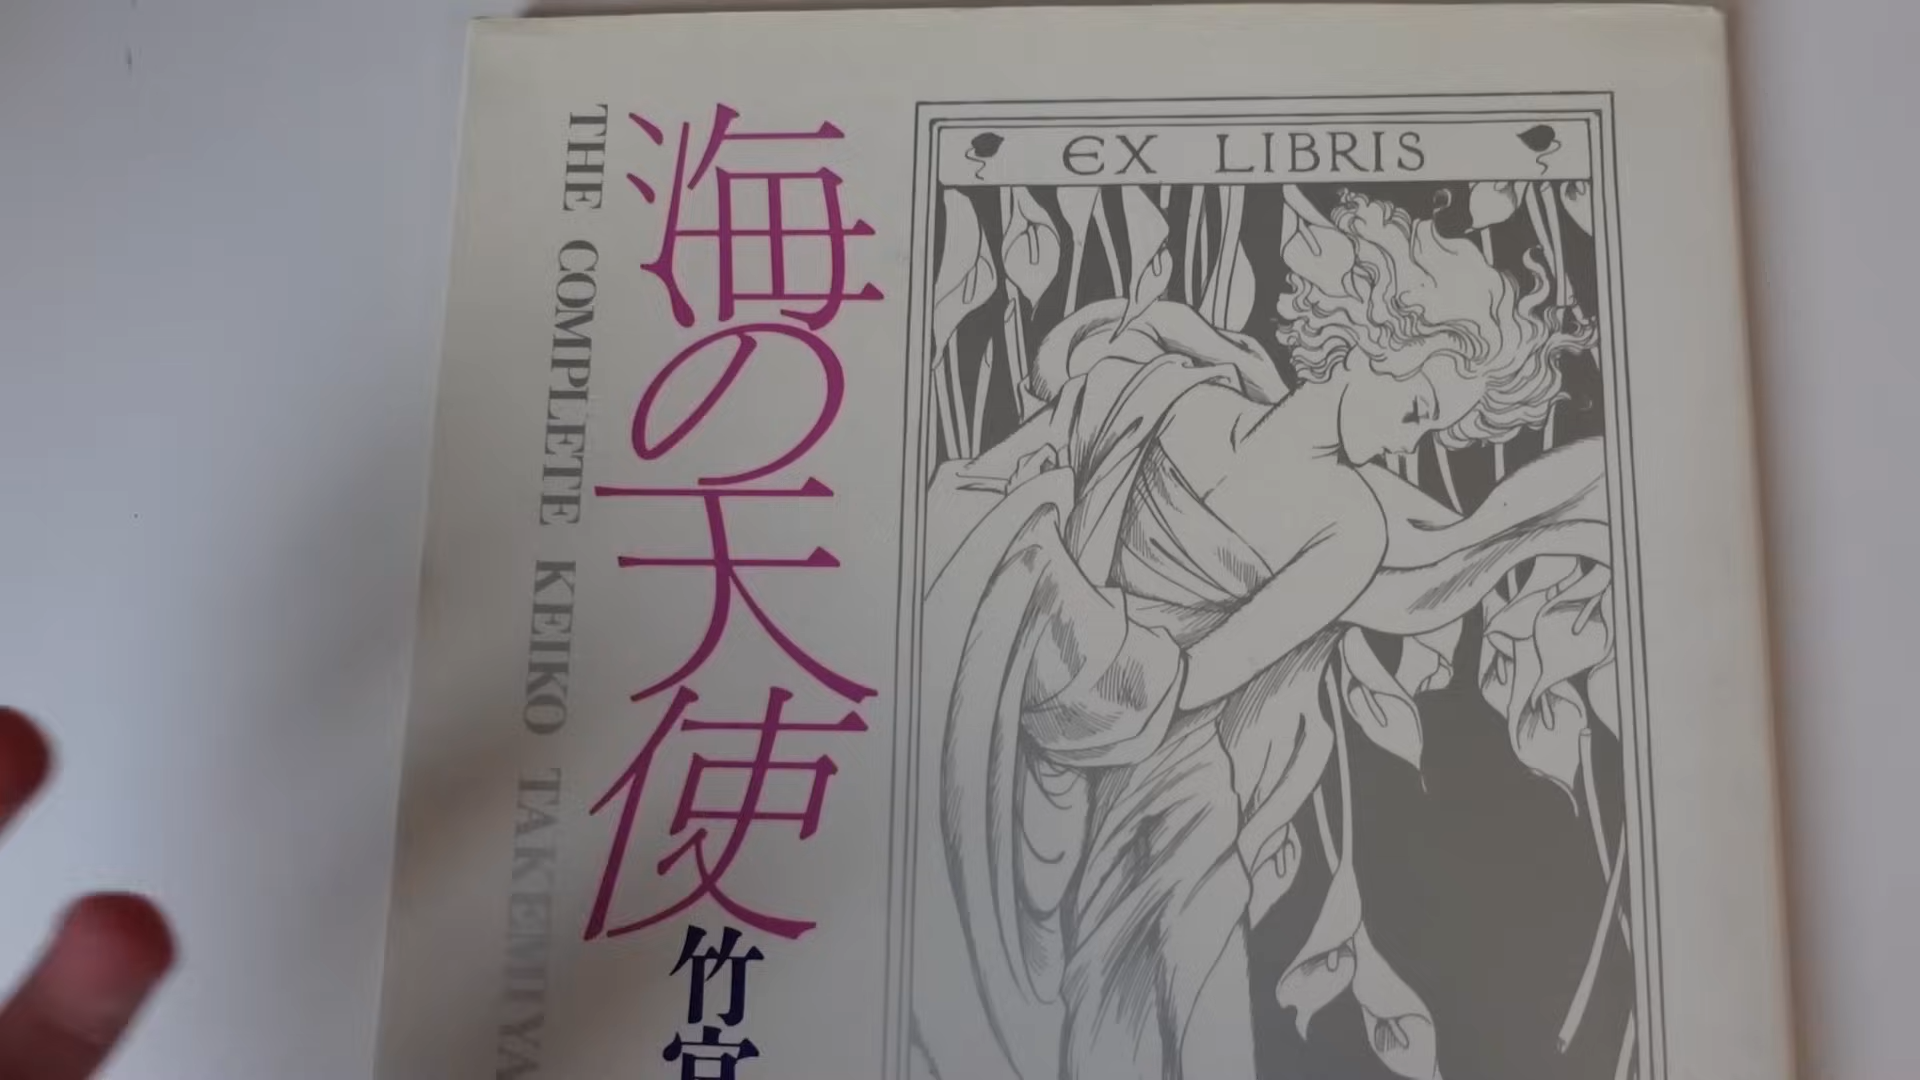 海の天使
竹宮
THE COMPLETE KEIKO TAKEMIYA
EX LIBRIS